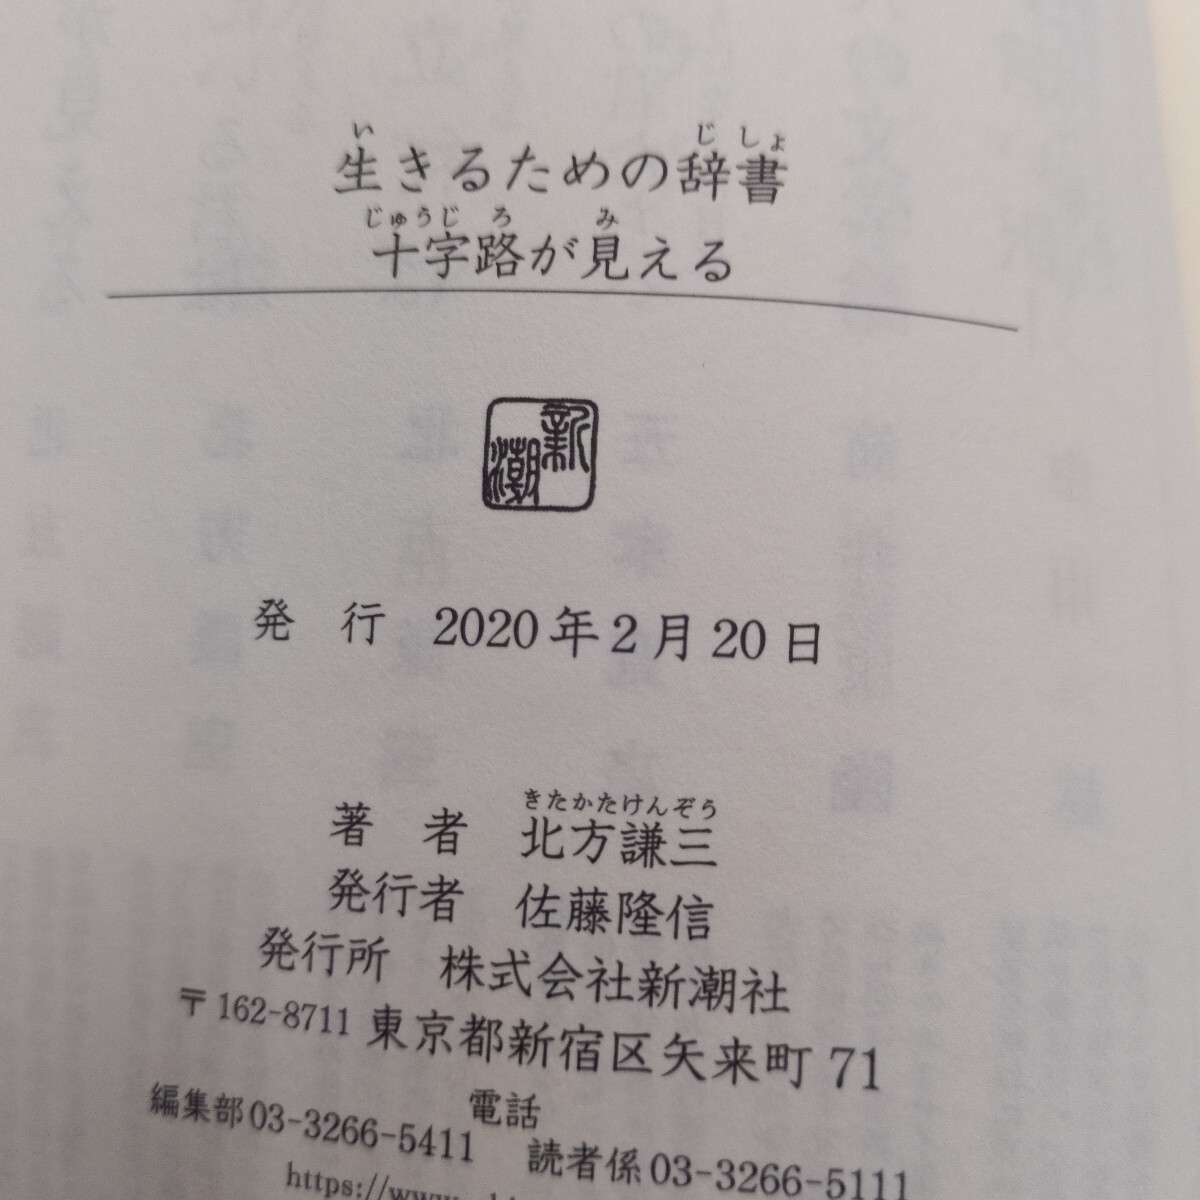 生きるための辞書
十字路が見える
新潮
発行 2020年2月20日
著者 北方謙三
発行者 佐藤隆信
発行所 株式会社新潮社
〒162-8711 東京都新宿区矢来町71
電話
編集部03-3266-5411 読者係03-3266-5111
https://www.